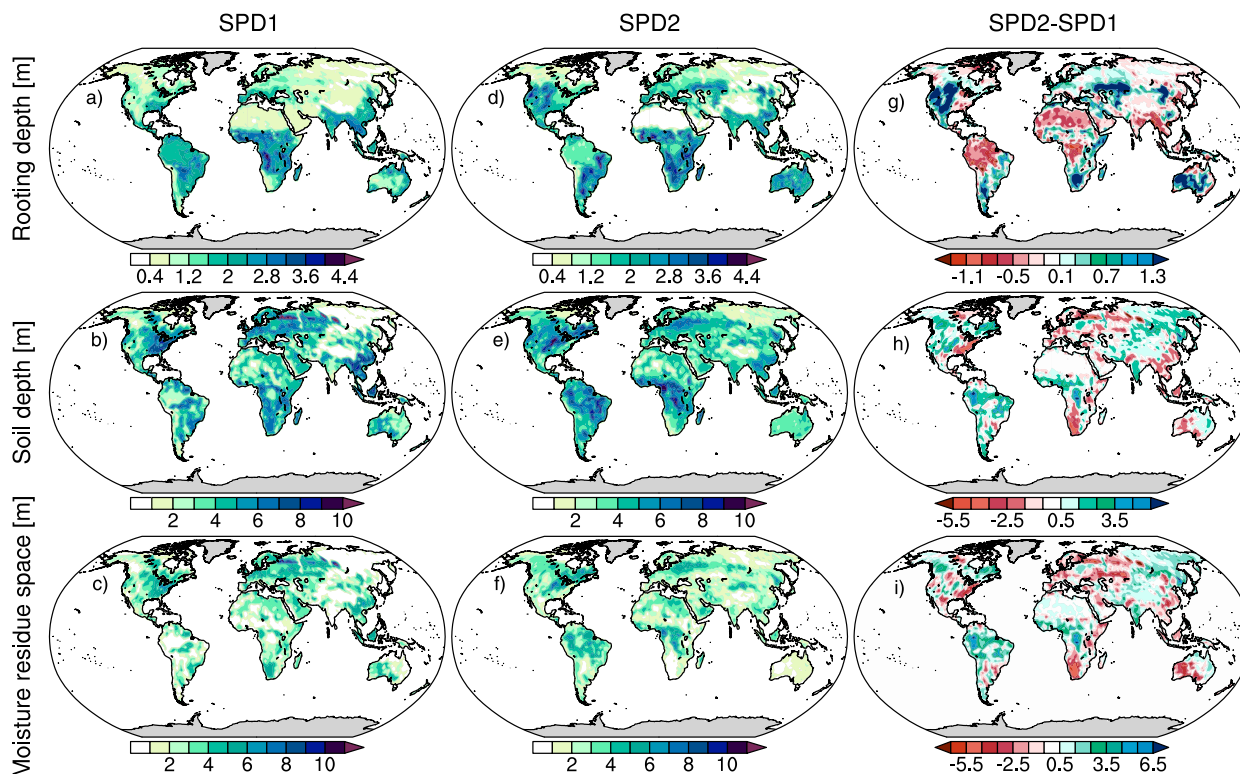 SPD1 SPD2 SPD2-SPD1
Rooting depth [m]
a) d) g)
0.4 1.2 2 2.8 3.6 4.4 0.4 1.2 2 2.8 3.6 4.4 -1.1 -0.5 0.1 0.7 1.3
Soil depth [m]
b) e) h)
2 4 6 8 10 2 4 6 8 10 -5.5 -2.5 0.5 3.5
Moisture residue space [m]
c) f) i)
2 4 6 8 10 2 4 6 8 10 -5.5 -2.5 0.5 3.5 6.5